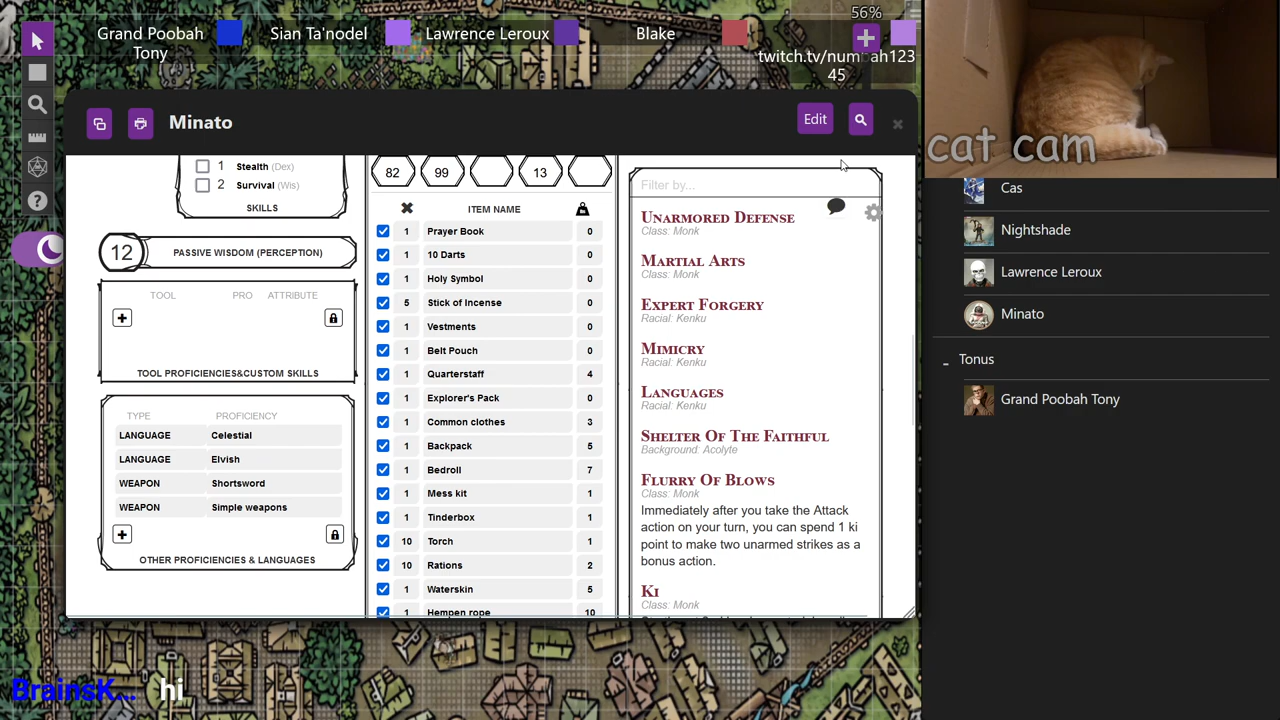 Grand Poobah
Tony
Sian Ta'nodel
Lawrence Leroux
Blake
56%
twitch.tv/numbah123
45
cat cam
Minato
Edit
1 Stealth (Dex)
2 Survival (Wis)
SKILLS
12 PASSIVE WISDOM (PERCEPTION)
TOOL PRO ATTRIBUTE
TOOL PROFICIENCIES&CUSTOM SKILLS
TYPE PROFICIENCY
LANGUAGE Celestial
LANGUAGE Elvish
WEAPON Shortsword
WEAPON Simple weapons
OTHER PROFICIENCIES & LANGUAGES
82 99 13
ITEM NAME
1 Prayer Book 0
1 10 Darts 0
1 Holy Symbol 0
5 Stick of Incense 0
1 Vestments 0
1 Belt Pouch 0
1 Quarterstaff 4
1 Explorer's Pack 0
1 Common clothes 3
1 Backpack 5
1 Bedroll 7
1 Mess kit 1
1 Tinderbox 1
10 Torch 1
10 Rations 2
1 Waterskin 5
1 Hempen rope 10
Filter by...
Unarmored Defense
Class: Monk
Martial Arts
Class: Monk
Expert Forgery
Racial: Kenku
Mimicry
Racial: Kenku
Languages
Racial: Kenku
Shelter Of The Faithful
Background: Acolyte
Flurry Of Blows
Class: Monk
Immediately after you take the Attack
action on your turn, you can spend 1 ki
point to make two unarmed strikes as a
bonus action.
Ki
Class: Monk
Cas
Nightshade
Lawrence Leroux
Minato
Tonus
Grand Poobah Tony
BrainsK... hi